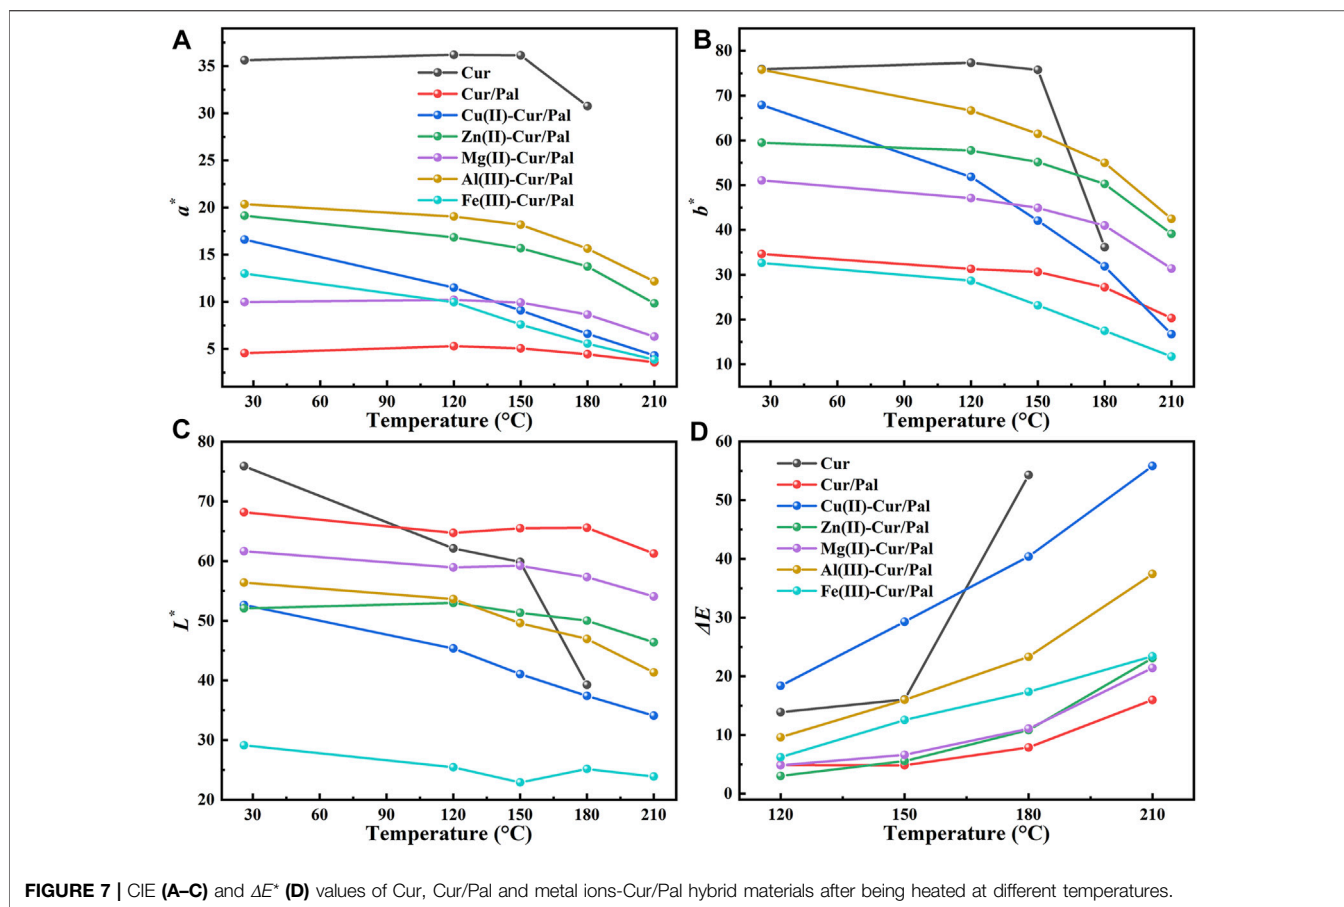 A
35
30
25
20
15
10
5
a*
Cur
Cur/Pal
Cu(II)-Cur/Pal
Zn(II)-Cur/Pal
Mg(II)-Cur/Pal
Al(III)-Cur/Pal
Fe(III)-Cur/Pal
30 60 90 120 150 180 210
Temperature (°C)
B
80
70
60
50
40
30
20
10
b*
30 60 90 120 150 180 210
Temperature (°C)
C
80
70
60
50
40
30
20
L*
30 60 90 120 150 180 210
Temperature (°C)
D
60
50
40
30
20
10
0
ΔE
Cur
Cur/Pal
Cu(II)-Cur/Pal
Zn(II)-Cur/Pal
Mg(II)-Cur/Pal
Al(III)-Cur/Pal
Fe(III)-Cur/Pal
120 150 180 210
Temperature (°C)
FIGURE 7 | CIE (A–C) and ΔE* (D) values of Cur, Cur/Pal and metal ions-Cur/Pal hybrid materials after being heated at different temperatures.